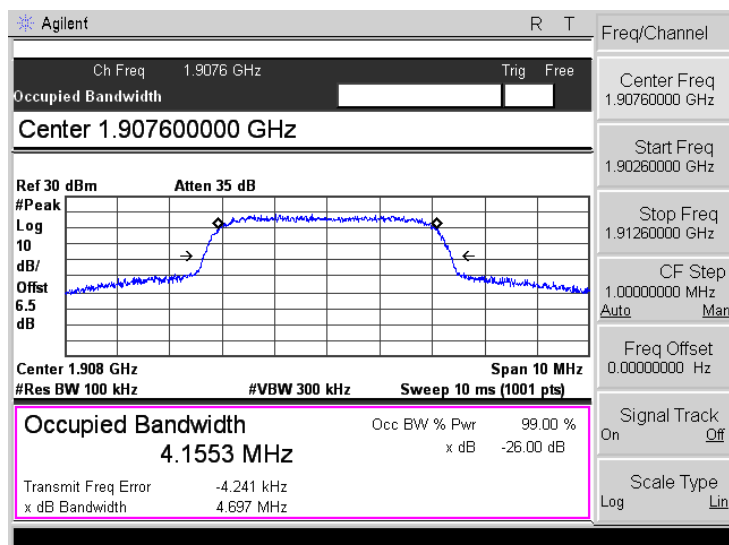 Agilent R T
Ch Freq 1.9076 GHz Trig Free
Occupied Bandwidth
Center 1.907600000 GHz
Ref 30 dBm Atten 35 dB
#Peak
Log
10
dB/
Offst
6.5
dB
Center 1.908 GHz Span 10 MHz
#Res BW 100 kHz #VBW 300 kHz Sweep 10 ms (1001 pts)
Occupied Bandwidth Occ BW % Pwr 99.00 %
4.1553 MHz x dB -26.00 dB
Transmit Freq Error -4.241 kHz
x dB Bandwidth 4.697 MHz
Freq/Channel
Center Freq
1.90760000 GHz
Start Freq
1.90260000 GHz
Stop Freq
1.91260000 GHz
CF Step
1.00000000 MHz
Auto Man
Freq Offset
0.00000000 Hz
Signal Track
On Off
Scale Type
Log Lin